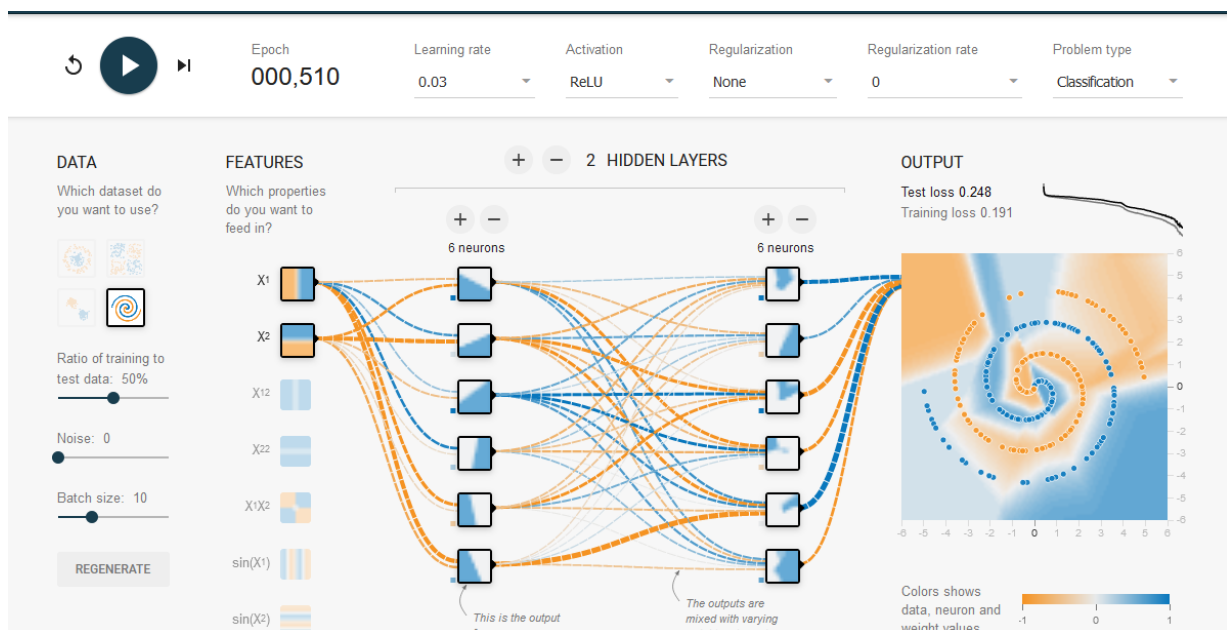 Epoch
000,510
Learning rate
0.03
Activation
ReLU
Regularization
None
Regularization rate
0
Problem type
Classification
DATA
Which dataset do
you want to use?
Ratio of training to
test data: 50%
Noise: 0
Batch size: 10
REGENERATE
FEATURES
Which properties
do you want to
feed in?
X1
X2
X12
X22
X1X2
sin(X1)
sin(X2)
+ − 2 HIDDEN LAYERS
+ −
6 neurons
+ −
6 neurons
This is the output
The outputs are
mixed with varying
OUTPUT
Test loss 0.248
Training loss 0.191
6
5
4
3
2
1
0
-1
-2
-3
-4
-5
-6
-6 -5 -4 -3 -2 -1 0 1 2 3 4 5 6
Colors shows
data, neuron and
weight values
-1 0 1